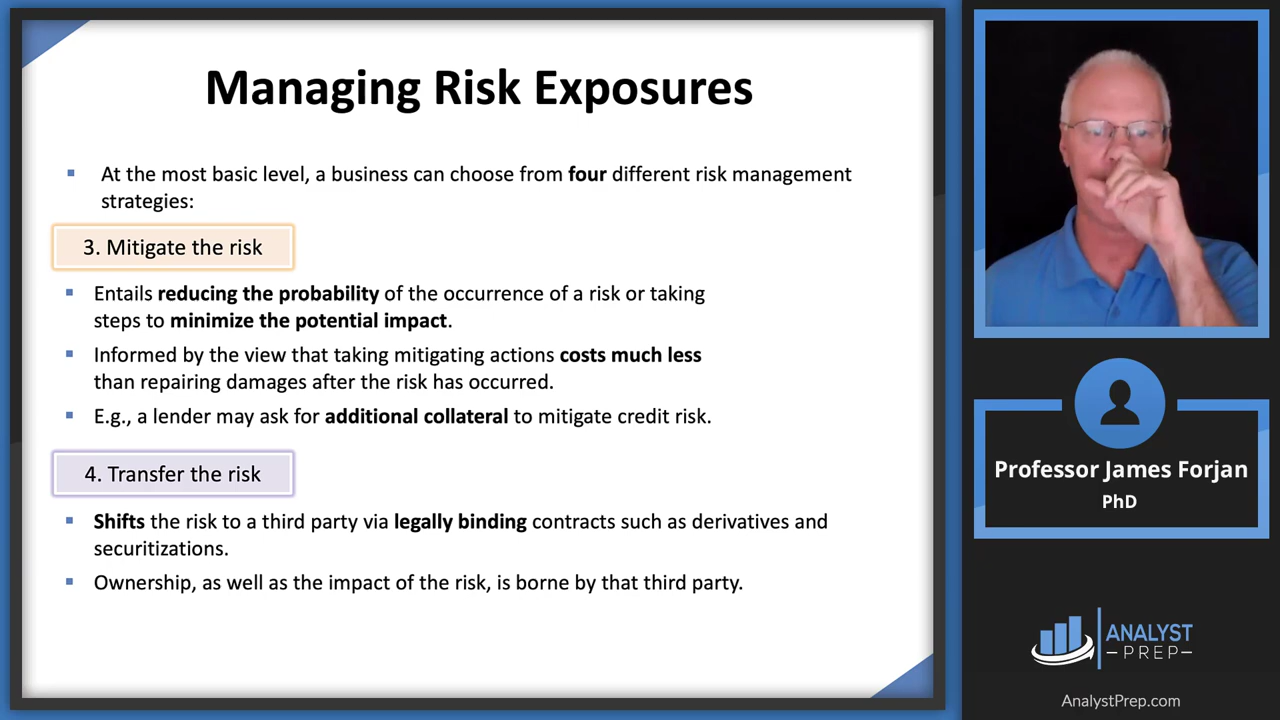 Managing Risk Exposures
▪ At the most basic level, a business can choose from four different risk management
strategies:
3. Mitigate the risk
▪ Entails reducing the probability of the occurrence of a risk or taking
steps to minimize the potential impact.
▪ Informed by the view that taking mitigating actions costs much less
than repairing damages after the risk has occurred.
▪ E.g., a lender may ask for additional collateral to mitigate credit risk.
4. Transfer the risk
▪ Shifts the risk to a third party via legally binding contracts such as derivatives and
securitizations.
▪ Ownership, as well as the impact of the risk, is borne by that third party.
Professor James Forjan
PhD
ANALYST
PREP
AnalystPrep.com